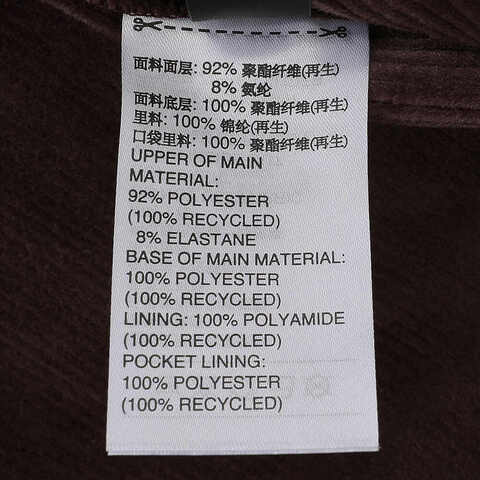 面料面层: 92% 聚酯纤维(再生)
8% 氨纶
面料底层: 100% 聚酯纤维(再生)
里料: 100% 锦纶(再生)
口袋里料: 100% 聚酯纤维(再生)
UPPER OF MAIN
MATERIAL:
92% POLYESTER
(100% RECYCLED)
8% ELASTANE
BASE OF MAIN MATERIAL:
100% POLYESTER
(100% RECYCLED)
LINING: 100% POLYAMIDE
(100% RECYCLED)
POCKET LINING:
100% POLYESTER
(100% RECYCLED)